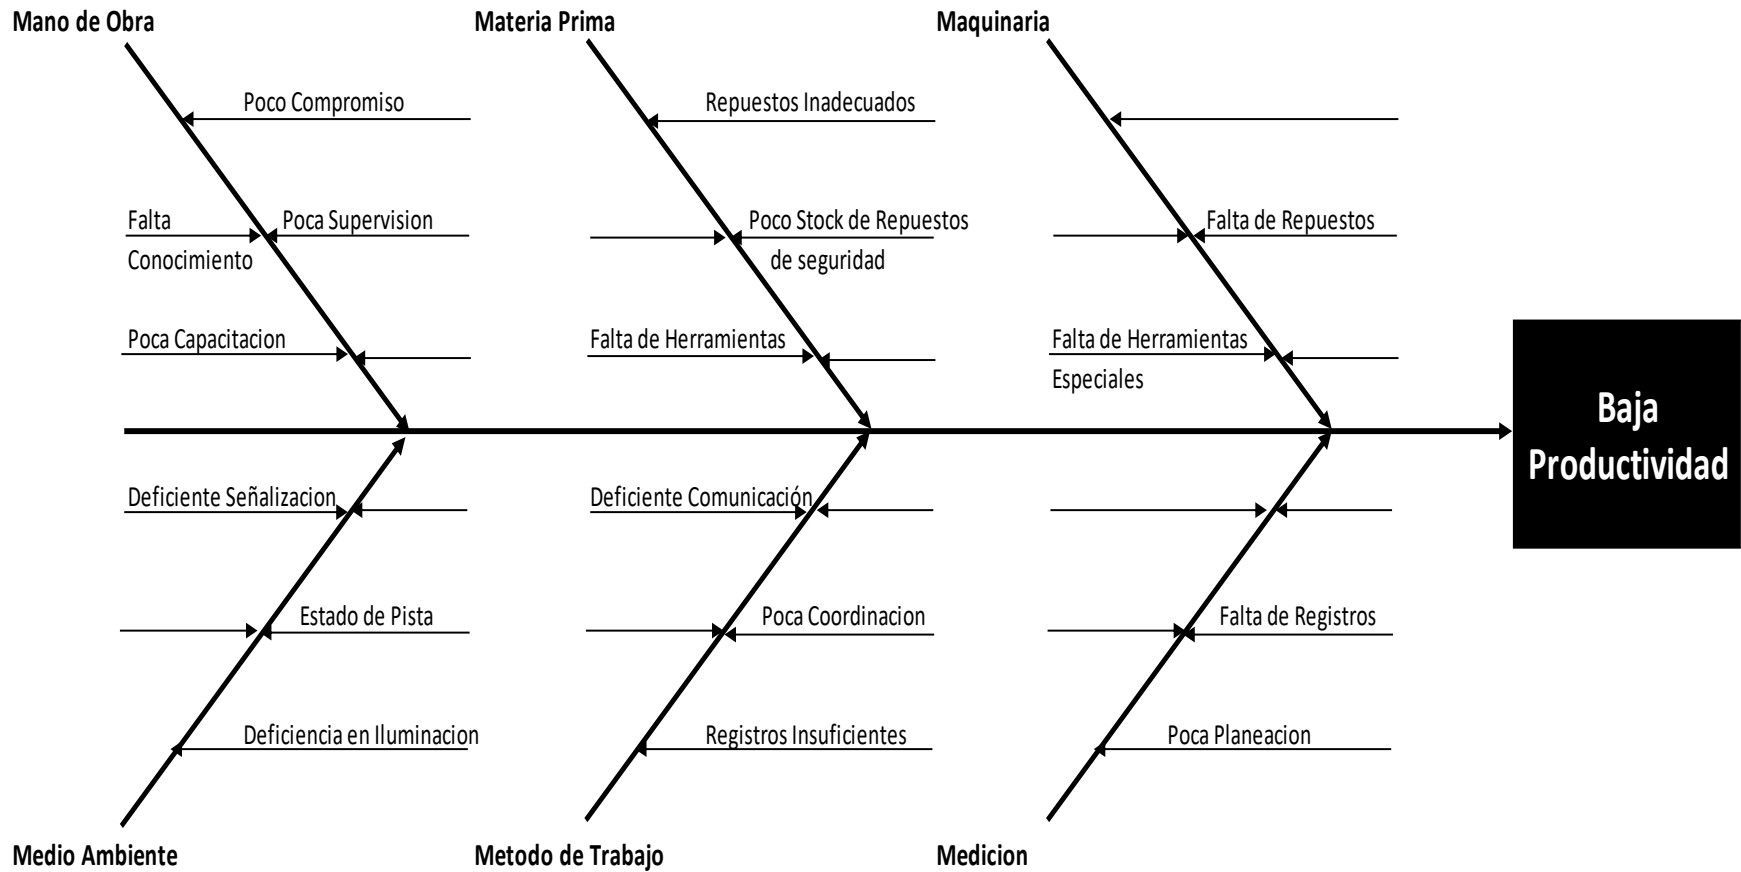 Mano de Obra
Materia Prima
Maquinaria
Poco Compromiso
Repuestos Inadecuados
Falta
Conocimiento
Poca Supervision
Poco Stock de Repuestos
de seguridad
Falta de Repuestos
Poca Capacitacion
Falta de Herramientas
Falta de Herramientas
Especiales
Baja
Productividad
Deficiente Señalizacion
Deficiente Comunicación
Estado de Pista
Poca Coordinacion
Falta de Registros
Deficiencia en Iluminacion
Registros Insuficientes
Poca Planeacion
Medio Ambiente
Metodo de Trabajo
Medicion